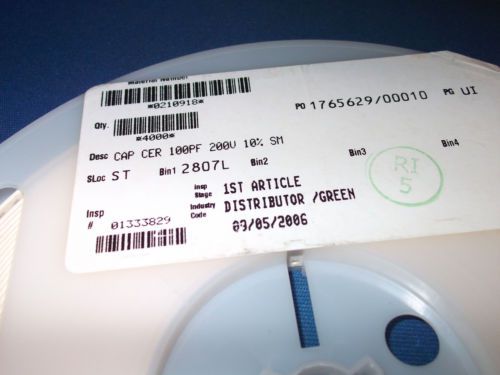 Material Number
*0210918*
PO 1765629/00010 PG UI
Qty.
*4000*
Desc CAP CER 100PF 200V 10% SM
SLoc ST Bin1 2807L Bin2 Bin3 Bin4
Insp Stage 1ST ARTICLE
Industry Code DISTRIBUTOR /GREEN
Insp # 01333829
03/05/2006
RI
5